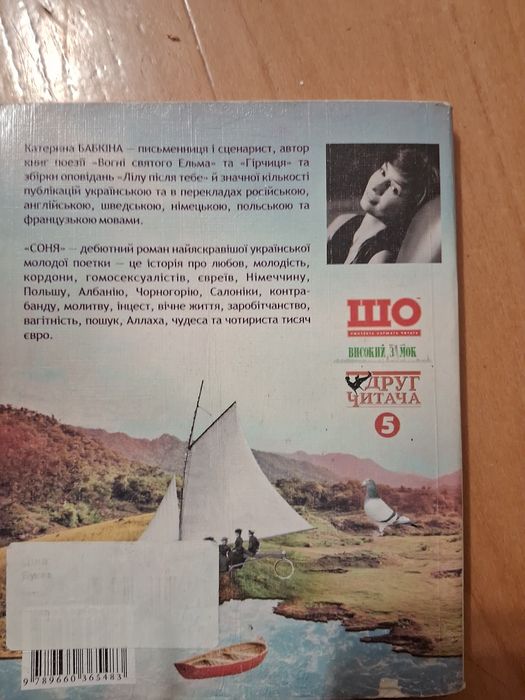 Катерина БАБКІНА — письменниця і сценарист, автор
книг поезії «Вогні святого Ельма» та «Гірчиця» та
збірки оповідань «Лілу після тебе» й значної кількості
публікацій українською та в перекладах російською,
англійською, шведською, німецькою, польською та
французькою мовами.
«СОНЯ» — дебютний роман найяскравішої української
молодої поетки — це історія про любов, молодість,
кордони, гомосексуалістів, євреїв, Німеччину,
Польщу, Албанію, Чорногорію, Салоніки, контра-
банду, молитву, інцест, вічне життя, заробітчанство,
вагітність, пошук, Аллаха, чудеса та чотириста тисяч
євро.
ШО
ВИСОКИЙ ЗАМОК
ДРУГ
ЧИТАЧА
5
9 789660 365483